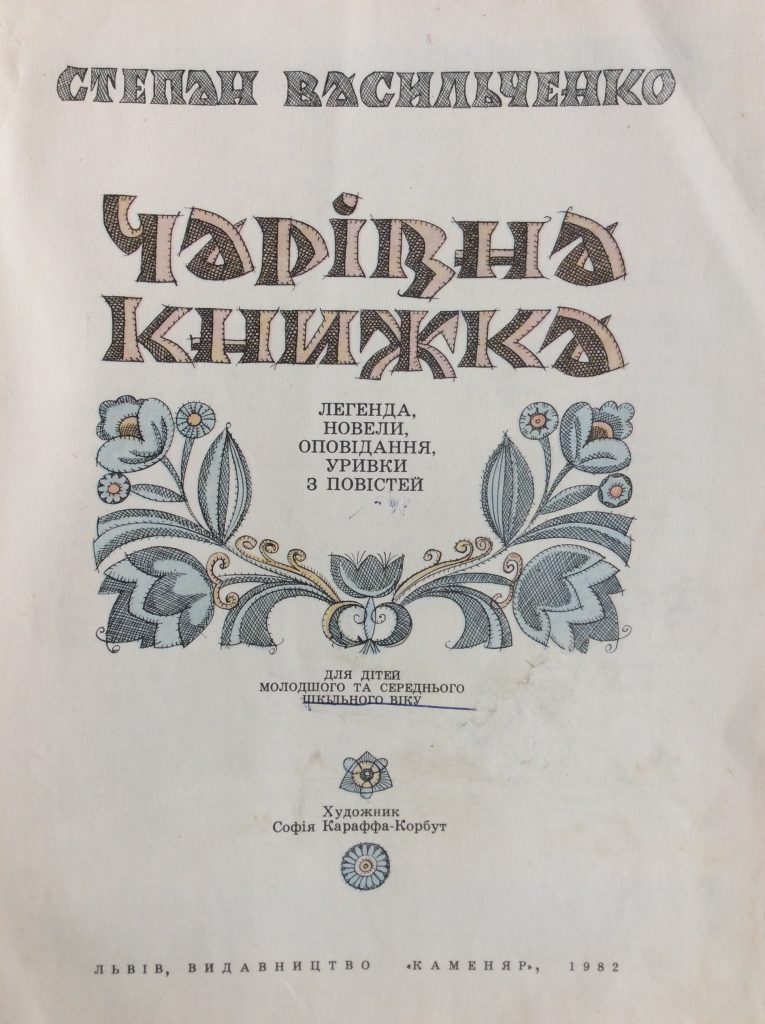 СТЕПАН ВАСИЛЬЧЕНКО
ЧАРІВНА
КНИЖКА
ЛЕГЕНДА,
НОВЕЛИ,
ОПОВІДАННЯ,
УРИВКИ
З ПОВІСТЕЙ
ДЛЯ ДІТЕЙ
МОЛОДШОГО ТА СЕРЕДНЬОГО
ШКІЛЬНОГО ВІКУ
Художник
Софія Караффа-Корбут
ЛЬВІВ, ВИДАВНИЦТВО «КАМЕНЯР», 1982